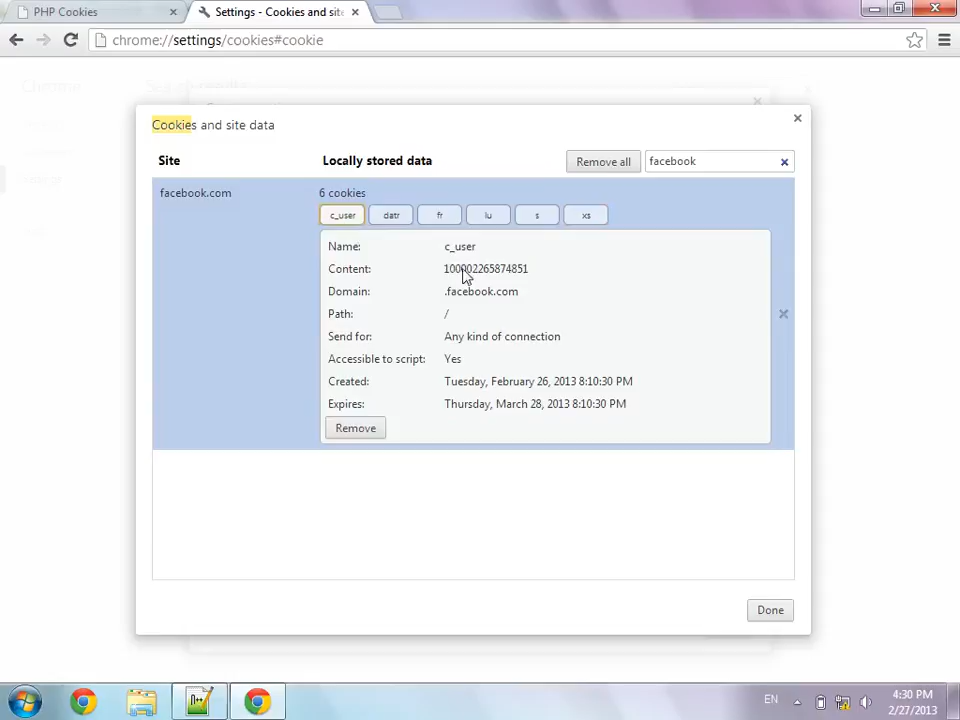 PHP Cookies
Settings - Cookies and site
chrome://settings/cookies#cookie
Cookies and site data
Site
Locally stored data
Remove all
facebook
facebook.com
6 cookies
c_user
datr
fr
lu
s
xs
Name: c_user
Content: 100002265874851
Domain: .facebook.com
Path: /
Send for: Any kind of connection
Accessible to script: Yes
Created: Tuesday, February 26, 2013 8:10:30 PM
Expires: Thursday, March 28, 2013 8:10:30 PM
Remove
Done
EN
4:30 PM
2/27/2013